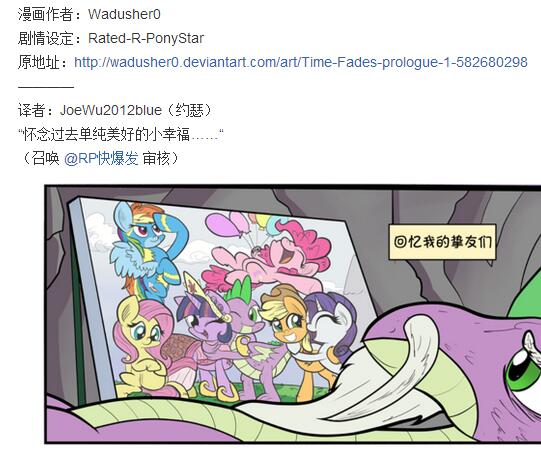 漫画作者：Wadusher0
剧情设定：Rated-R-PonyStar
原地址：http://wadusher0.deviantart.com/art/Time-Fades-prologue-1-582680298
————
译者：JoeWu2012blue（约瑟）
“怀念过去单纯美好的小幸福……“
（召唤 @RP快爆发 审核）
回忆我的挚友们